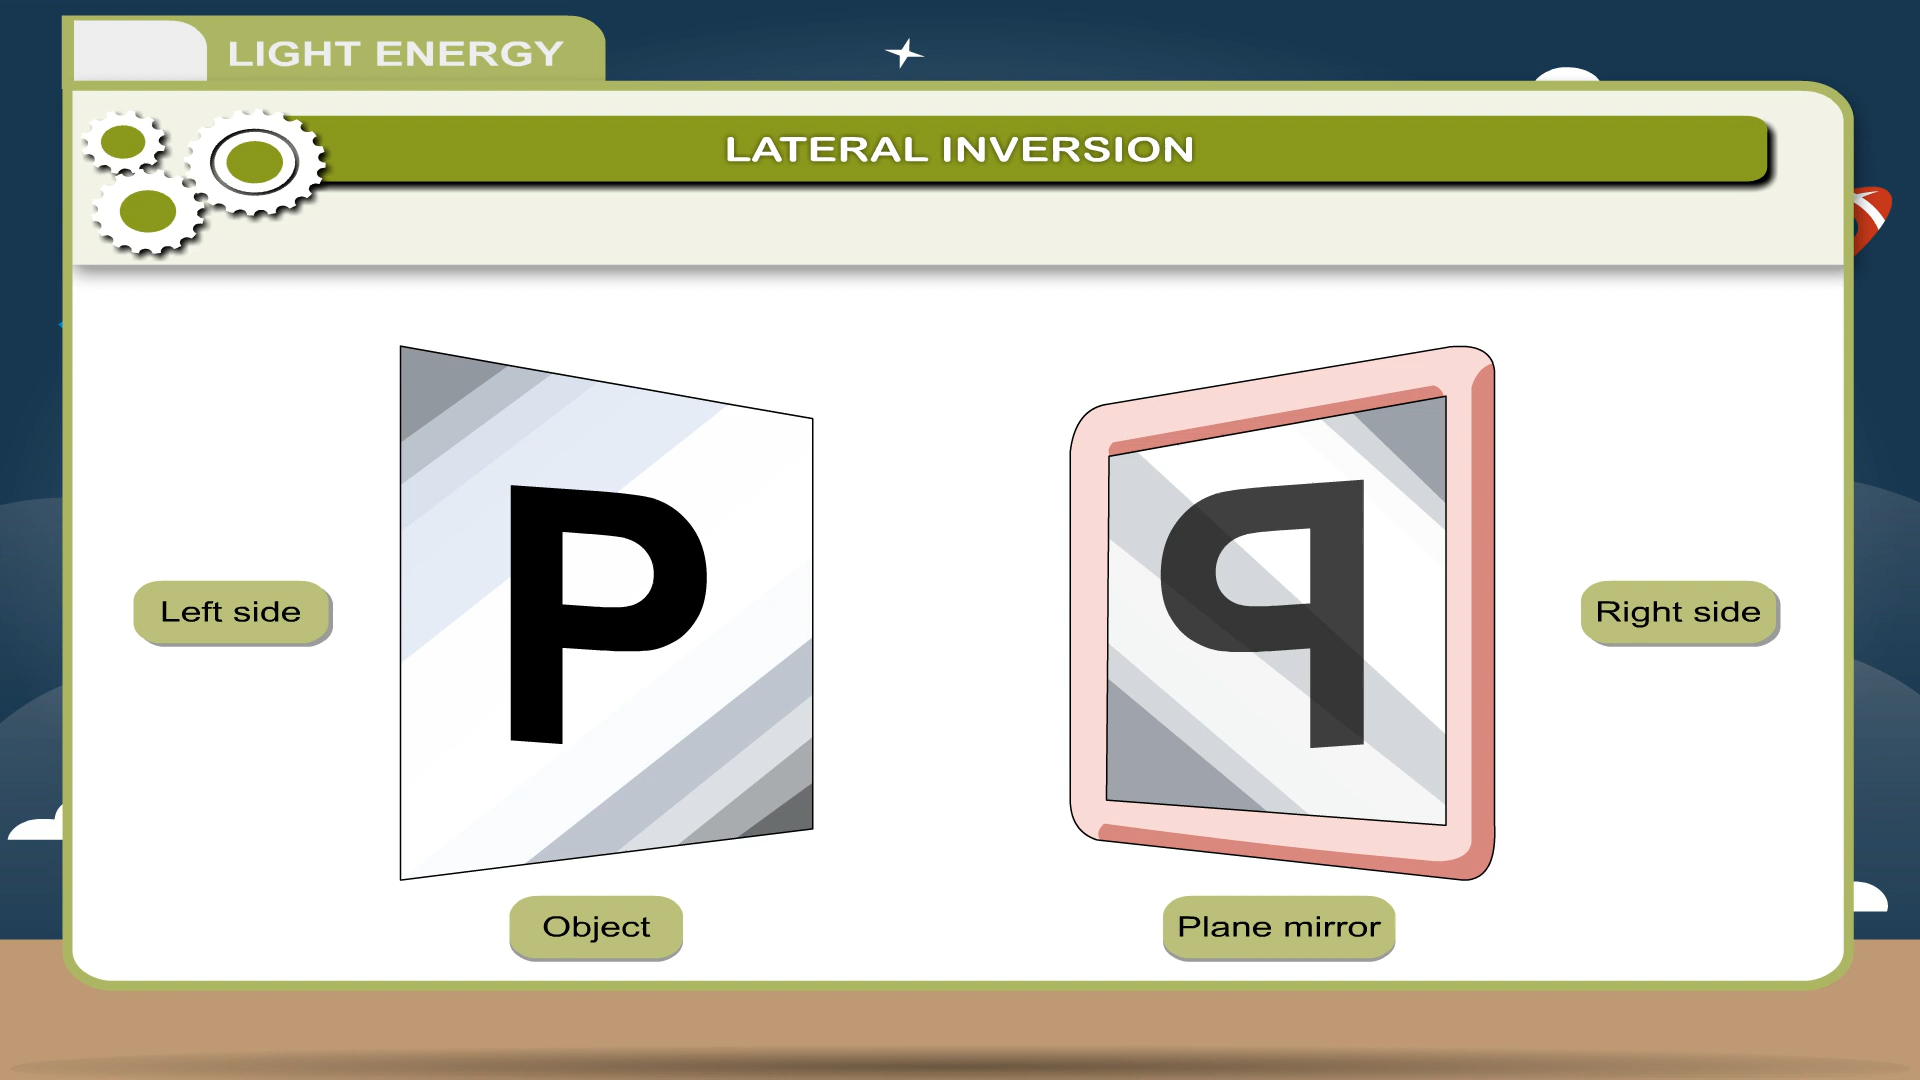 LIGHT ENERGY
LATERAL INVERSION
P
P
Left side
Right side
Object
Plane mirror